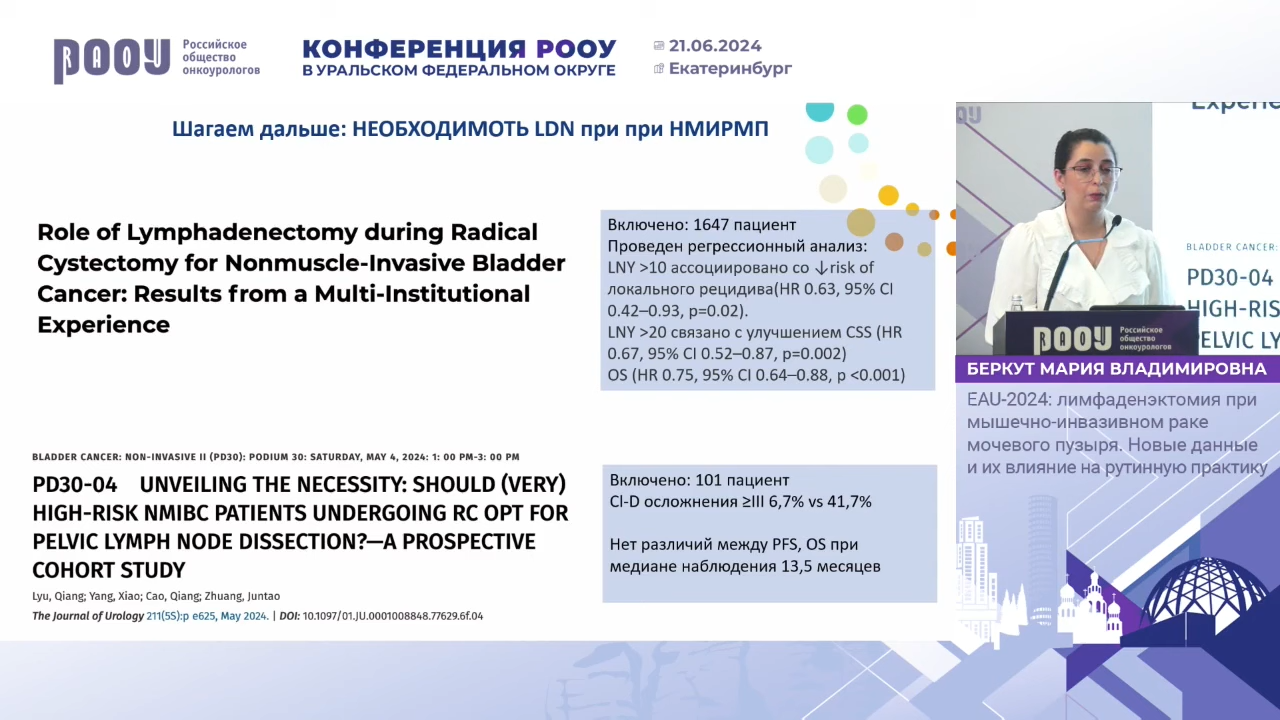 РООУ
Российское
общество
онкоурологов
КОНФЕРЕНЦИЯ РООУ
В УРАЛЬСКОМ ФЕДЕРАЛЬНОМ ОКРУГЕ
21.06.2024
Екатеринбург
Шагаем дальше: НЕОБХОДИМОТЬ LDN при при НМИРМП
Role of Lymphadenectomy during Radical
Cystectomy for Nonmuscle-Invasive Bladder
Cancer: Results from a Multi-Institutional
Experience
Включено: 1647 пациент
Проведен регрессионный анализ:
LNY >10 ассоциировано со ↓risk of
локального рецидива(HR 0.63, 95% CI
0.42–0.93, p=0.02).
LNY >20 связано с улучшением CSS (HR
0.67, 95% CI 0.52–0.87, p=0.002)
OS (HR 0.75, 95% CI 0.64–0.88, p <0.001)
BLADDER CANCER: NON-INVASIVE II (PD30): PODIUM 30: SATURDAY, MAY 4, 2024: 1: 00 PM-3: 00 PM
PD30-04 UNVEILING THE NECESSITY: SHOULD (VERY)
HIGH-RISK NMIBC PATIENTS UNDERGOING RC OPT FOR
PELVIC LYMPH NODE DISSECTION?—A PROSPECTIVE
COHORT STUDY
Lyu, Qiang; Yang, Xiao; Cao, Qiang; Zhuang, Juntao
The Journal of Urology 211(5S):p e625, May 2024. | DOI: 10.1097/01.JU.0001008848.77629.6f.04
Включено: 101 пациент
Cl-D осложнения ≥III 6,7% vs 41,7%
Нет различий между PFS, OS при
медиане наблюдения 13,5 месяцев
Experie
BLADDER CANCER:
PD30-04
HIGH-RIS
PELVIC LY
РООУ
Российское
общество
онкоурологов
БЕРКУТ МАРИЯ ВЛАДИМИРОВНА
EAU-2024: лимфаденэктомия при
мышечно-инвазивном раке
мочевого пузыря. Новые данные
и их влияние на рутинную практику